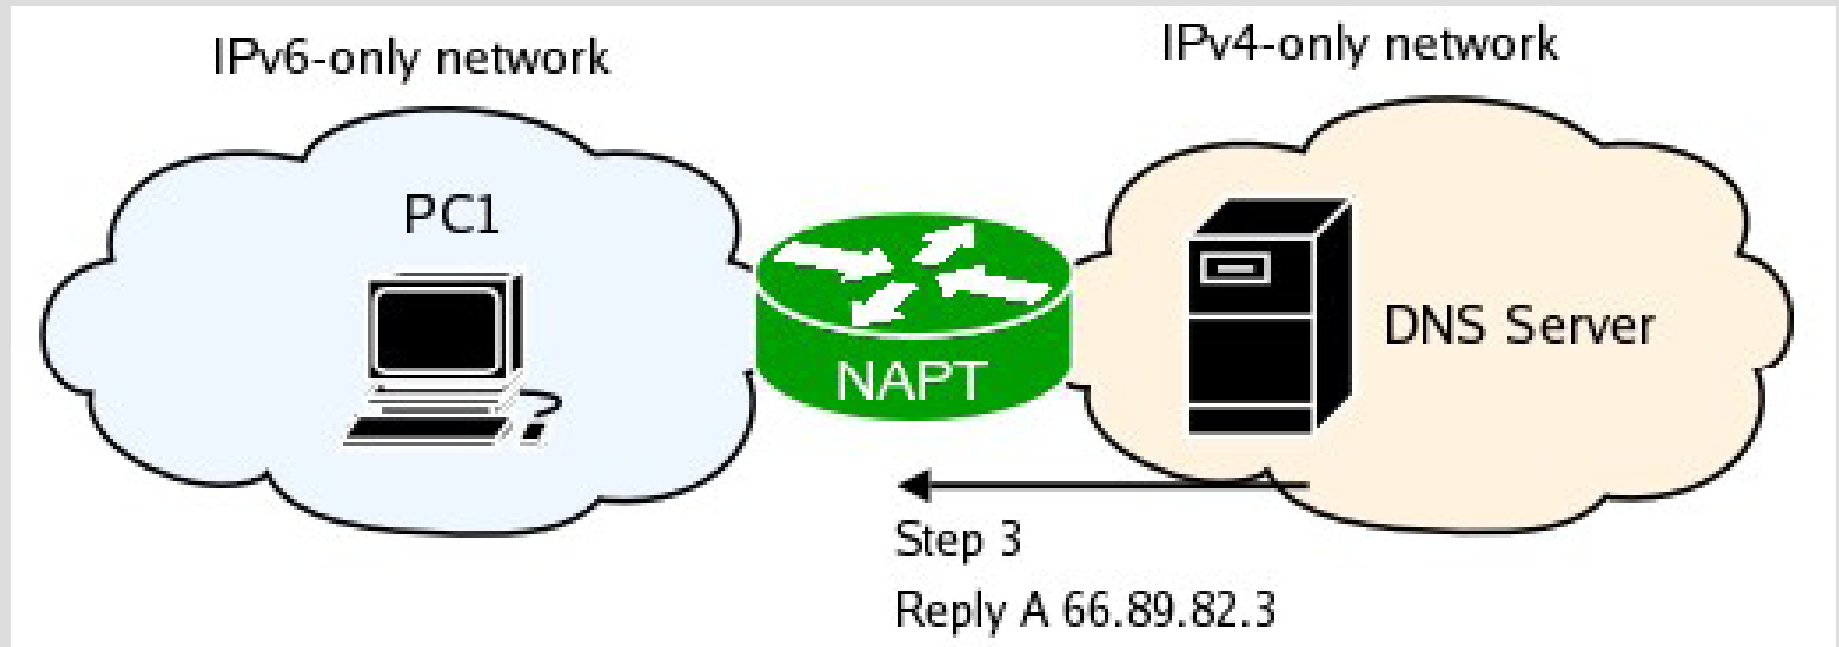 IPv6-only network
IPv4-only network
PC1
NAPT
DNS Server
Step 3
Reply A 66.89.82.3